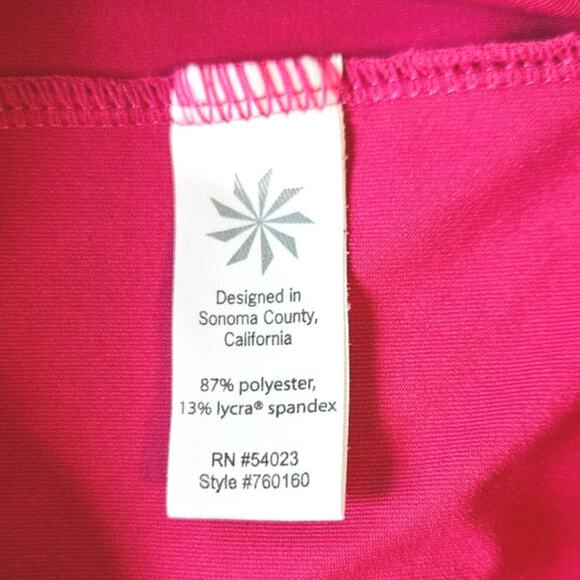 Designed in
Sonoma County,
California
87% polyester,
13% lycra® spandex
RN #54023
Style #760160